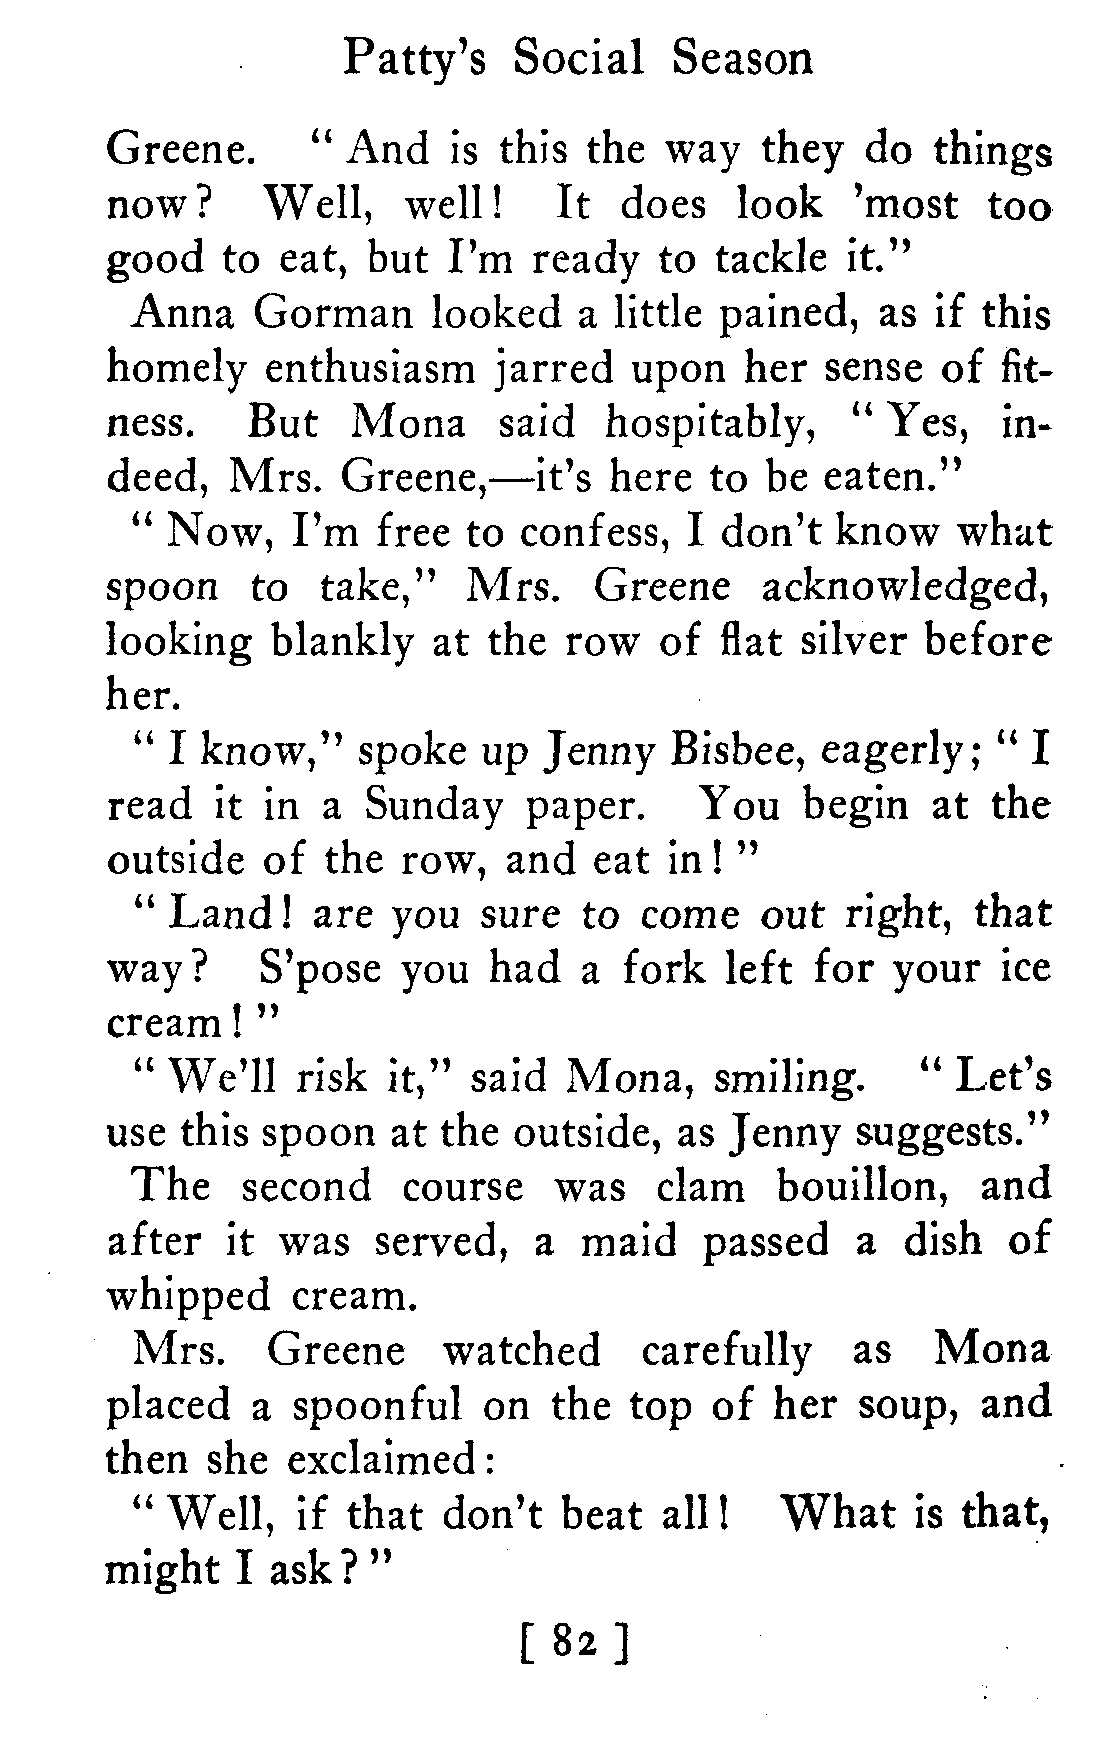 Patty's Social Season
Greene. " And is this the way they do things
now? Well, well! It does look 'most too
good to eat, but I'm ready to tackle it."
Anna Gorman looked a little pained, as if this
homely enthusiasm jarred upon her sense of fit-
ness. But Mona said hospitably, " Yes, in-
deed, Mrs. Greene,—it's here to be eaten."
" Now, I'm free to confess, I don't know what
spoon to take," Mrs. Greene acknowledged,
looking blankly at the row of flat silver before
her.
" I know," spoke up Jenny Bisbee, eagerly; " I
read it in a Sunday paper. You begin at the
outside of the row, and eat in! "
" Land! are you sure to come out right, that
way? S'pose you had a fork left for your ice
cream! "
" We'll risk it," said Mona, smiling. " Let's
use this spoon at the outside, as Jenny suggests."
The second course was clam bouillon, and
after it was served, a maid passed a dish of
whipped cream.
Mrs. Greene watched carefully as Mona
placed a spoonful on the top of her soup, and
then she exclaimed:
" Well, if that don't beat all! What is that,
might I ask? "
[ 82 ]